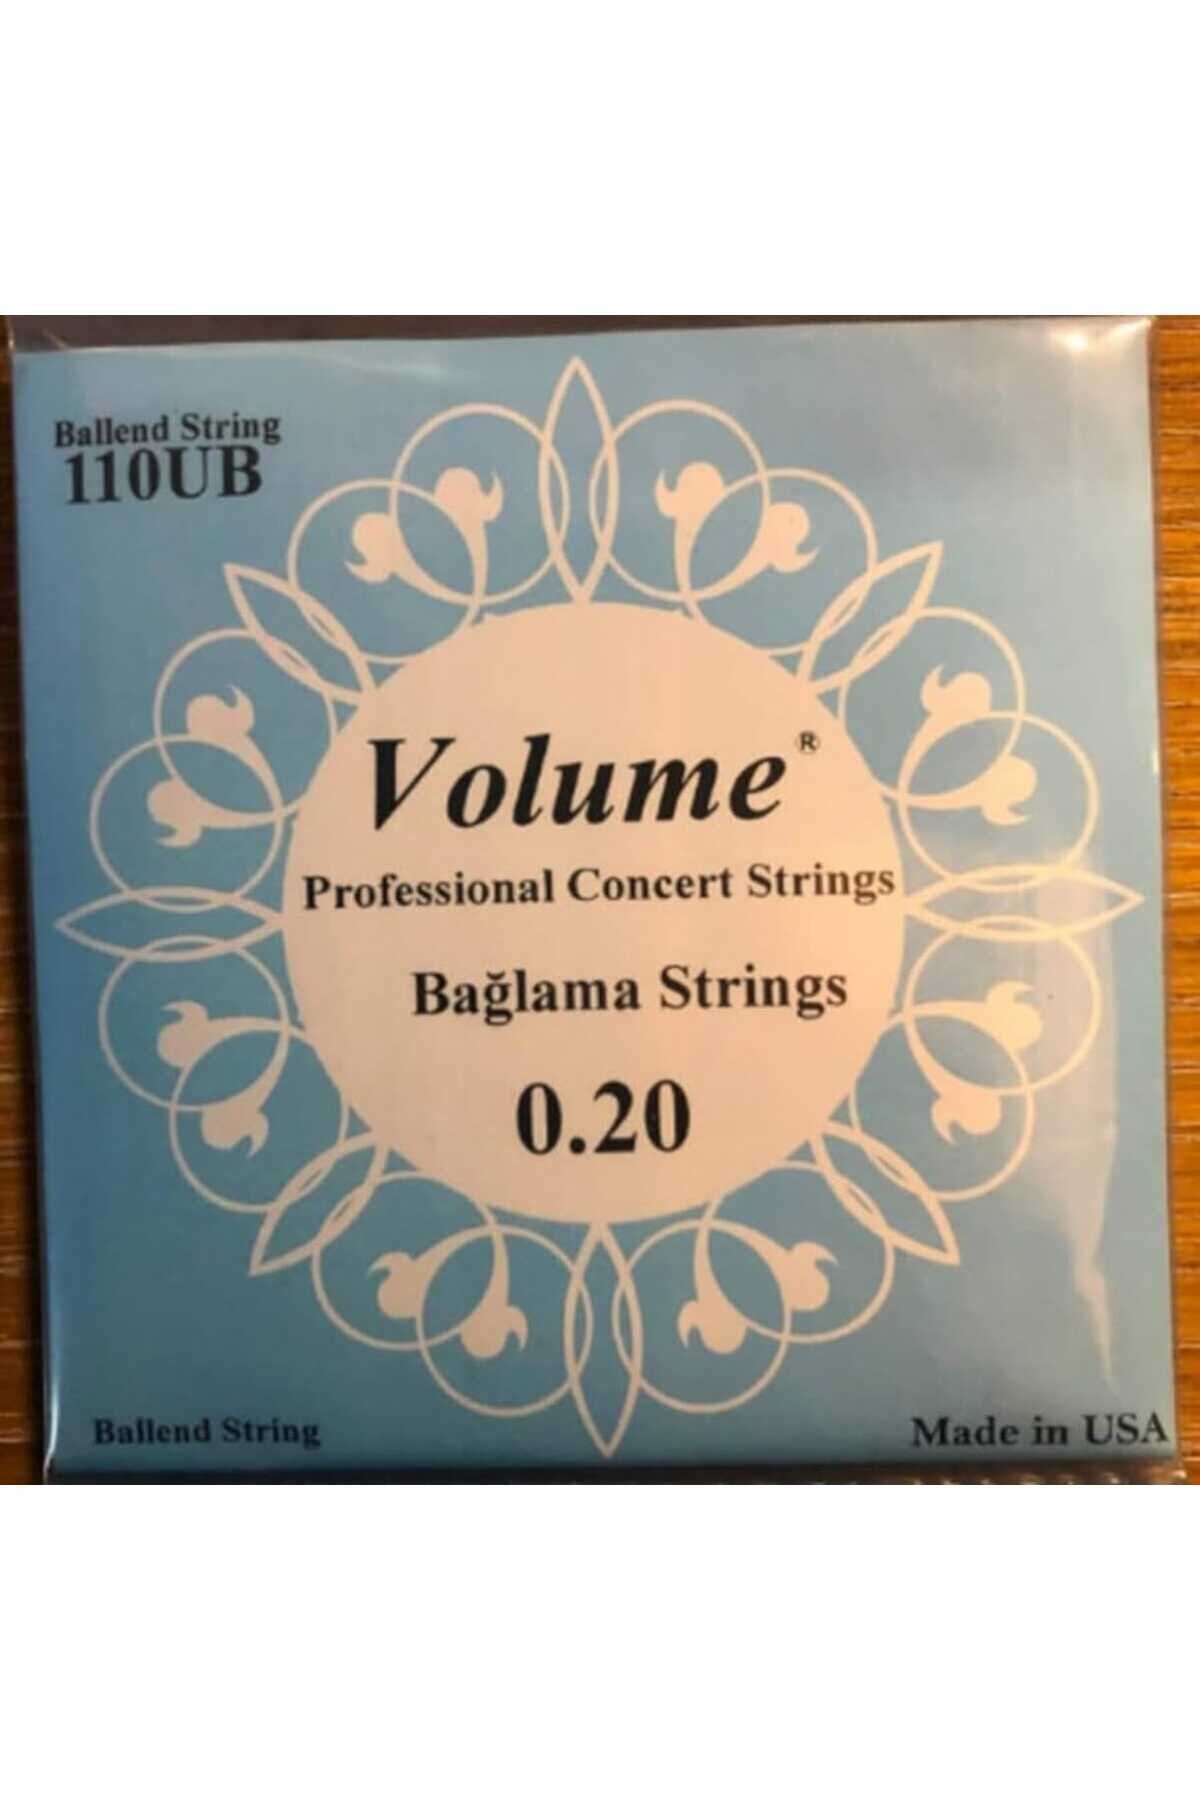 Ballend String
110UB
Volume®
Professional Concert Strings
Bağlama Strings
0.20
Ballend String
Made in USA